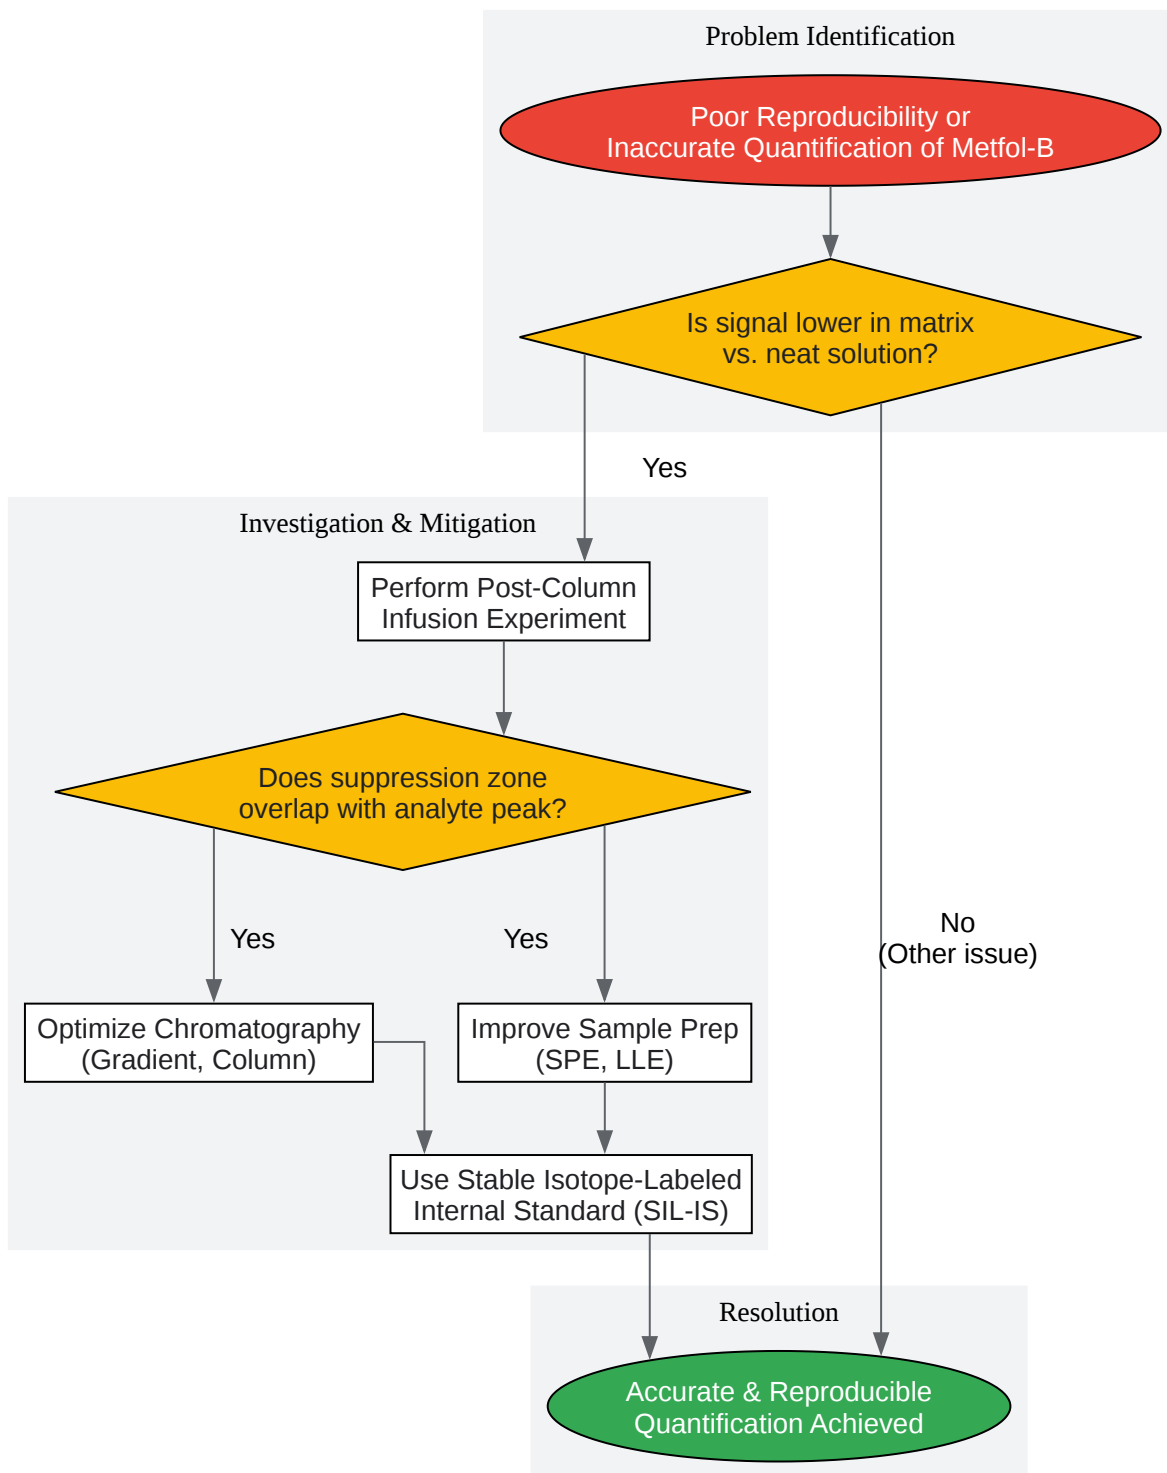 Problem Identification
Poor Reproducibility or
Inaccurate Quantification of Metfol-B
Is signal lower in matrix
vs. neat solution?
Yes
Investigation & Mitigation
Perform Post-Column
Infusion Experiment
Does suppression zone
overlap with analyte peak?
Yes
Yes
No
(Other issue)
Optimize Chromatography
(Gradient, Column)
Improve Sample Prep
(SPE, LLE)
Use Stable Isotope-Labeled
Internal Standard (SIL-IS)
Resolution
Accurate & Reproducible
Quantification Achieved